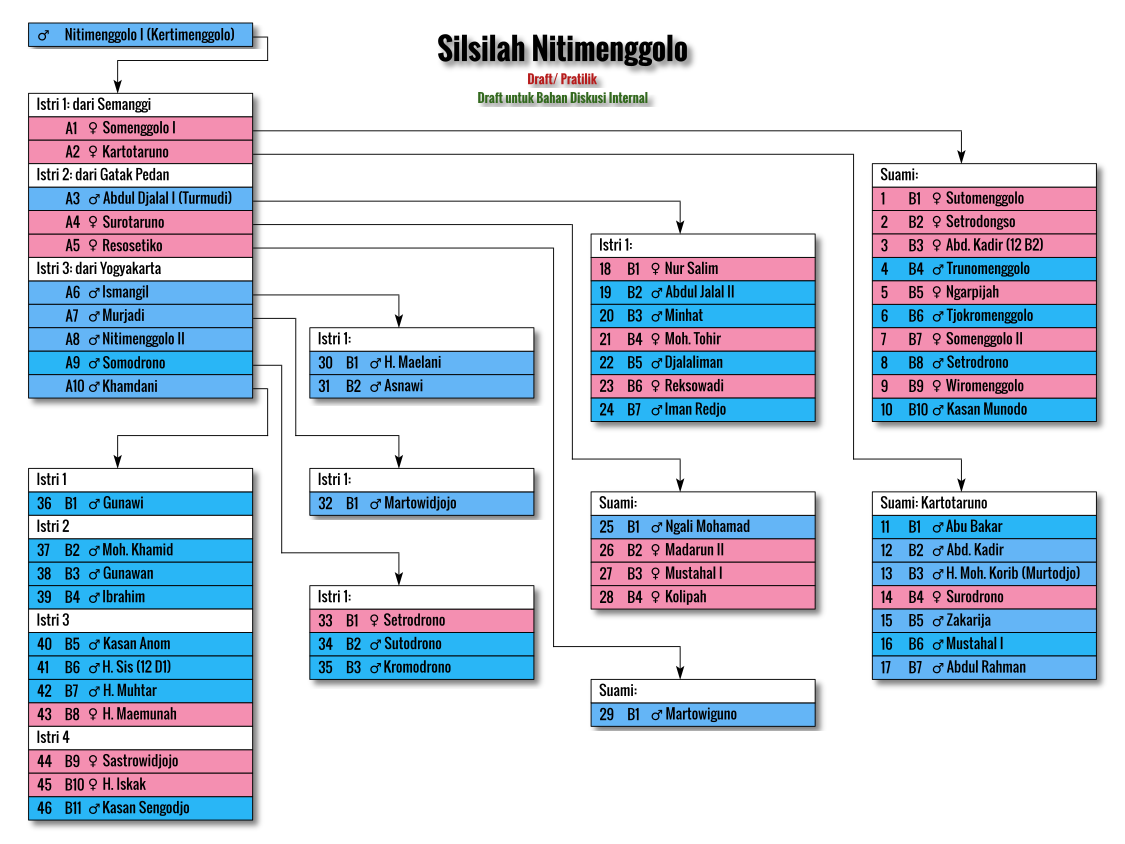 Silsilah Nitimenggolo
Draft/ Pratilik
Draft untuk Bahan Diskusi Internal
♂ Nitimenggolo I (Kertimenggolo)
Istri 1: dari Semanggi
A1 ♀ Somenggolo I
A2 ♀ Kartotaruno
Istri 2: dari Gatak Pedan
A3 ♂ Abdul Djalal I (Turmudi)
A4 ♀ Surotaruno
A5 ♀ Resosetiko
Istri 3: dari Yogyakarta
A6 ♂ Ismangil
A7 ♂ Murjadi
A8 ♂ Nitimenggolo II
A9 ♂ Somodrono
A10 ♂ Khamdani
Suami:
1 B1 ♀ Sutomenggolo
2 B2 ♀ Setrodongso
3 B3 ♀ Abd. Kadir (12 B2)
4 B4 ♂ Trunomenggolo
5 B5 ♀ Ngarpijah
6 B6 ♂ Tjokromenggolo
7 B7 ♀ Somenggolo II
8 B8 ♂ Setrodrono
9 B9 ♀ Wiromenggolo
10 B10 ♂ Kasan Munodo
Suami: Kartotaruno
11 B1 ♂ Abu Bakar
12 B2 ♂ Abd. Kadir
13 B3 ♂ H. Moh. Korib (Murtodjo)
14 B4 ♀ Surodrono
15 B5 ♂ Zakarija
16 B6 ♂ Mustahal I
17 B7 ♂ Abdul Rahman
Istri 1:
18 B1 ♀ Nur Salim
19 B2 ♂ Abdul Jalal II
20 B3 ♂ Minhat
21 B4 ♀ Moh. Tohir
22 B5 ♂ Djalaliman
23 B6 ♀ Reksowadi
24 B7 ♂ Iman Redjo
Suami:
25 B1 ♂ Ngali Mohamad
26 B2 ♀ Madarun II
27 B3 ♀ Mustahal I
28 B4 ♀ Kolipah
Suami:
29 B1 ♂ Martowiguno
Istri 1:
30 B1 ♂ H. Maelani
31 B2 ♂ Asnawi
Istri 1:
32 B1 ♂ Martowidjojo
Istri 1:
33 B1 ♀ Setrodrono
34 B2 ♂ Sutodrono
35 B3 ♂ Kromodrono
Istri 1
36 B1 ♂ Gunawi
Istri 2
37 B2 ♂ Moh. Khamid
38 B3 ♂ Gunawan
39 B4 ♂ Ibrahim
Istri 3
40 B5 ♂ Kasan Anom
41 B6 ♂ H. Sis (12 D1)
42 B7 ♂ H. Muhtar
43 B8 ♀ H. Maemunah
Istri 4
44 B9 ♀ Sastrowidjojo
45 B10 ♀ H. Iskak
46 B11 ♂ Kasan Sengodjo